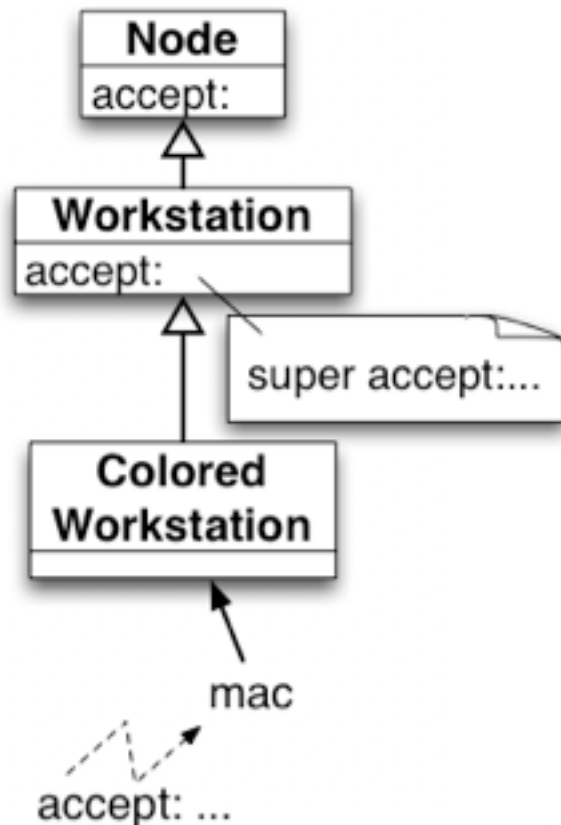 Node
accept:
Workstation
accept:
super accept:...
Colored
Workstation
mac
accept: ...